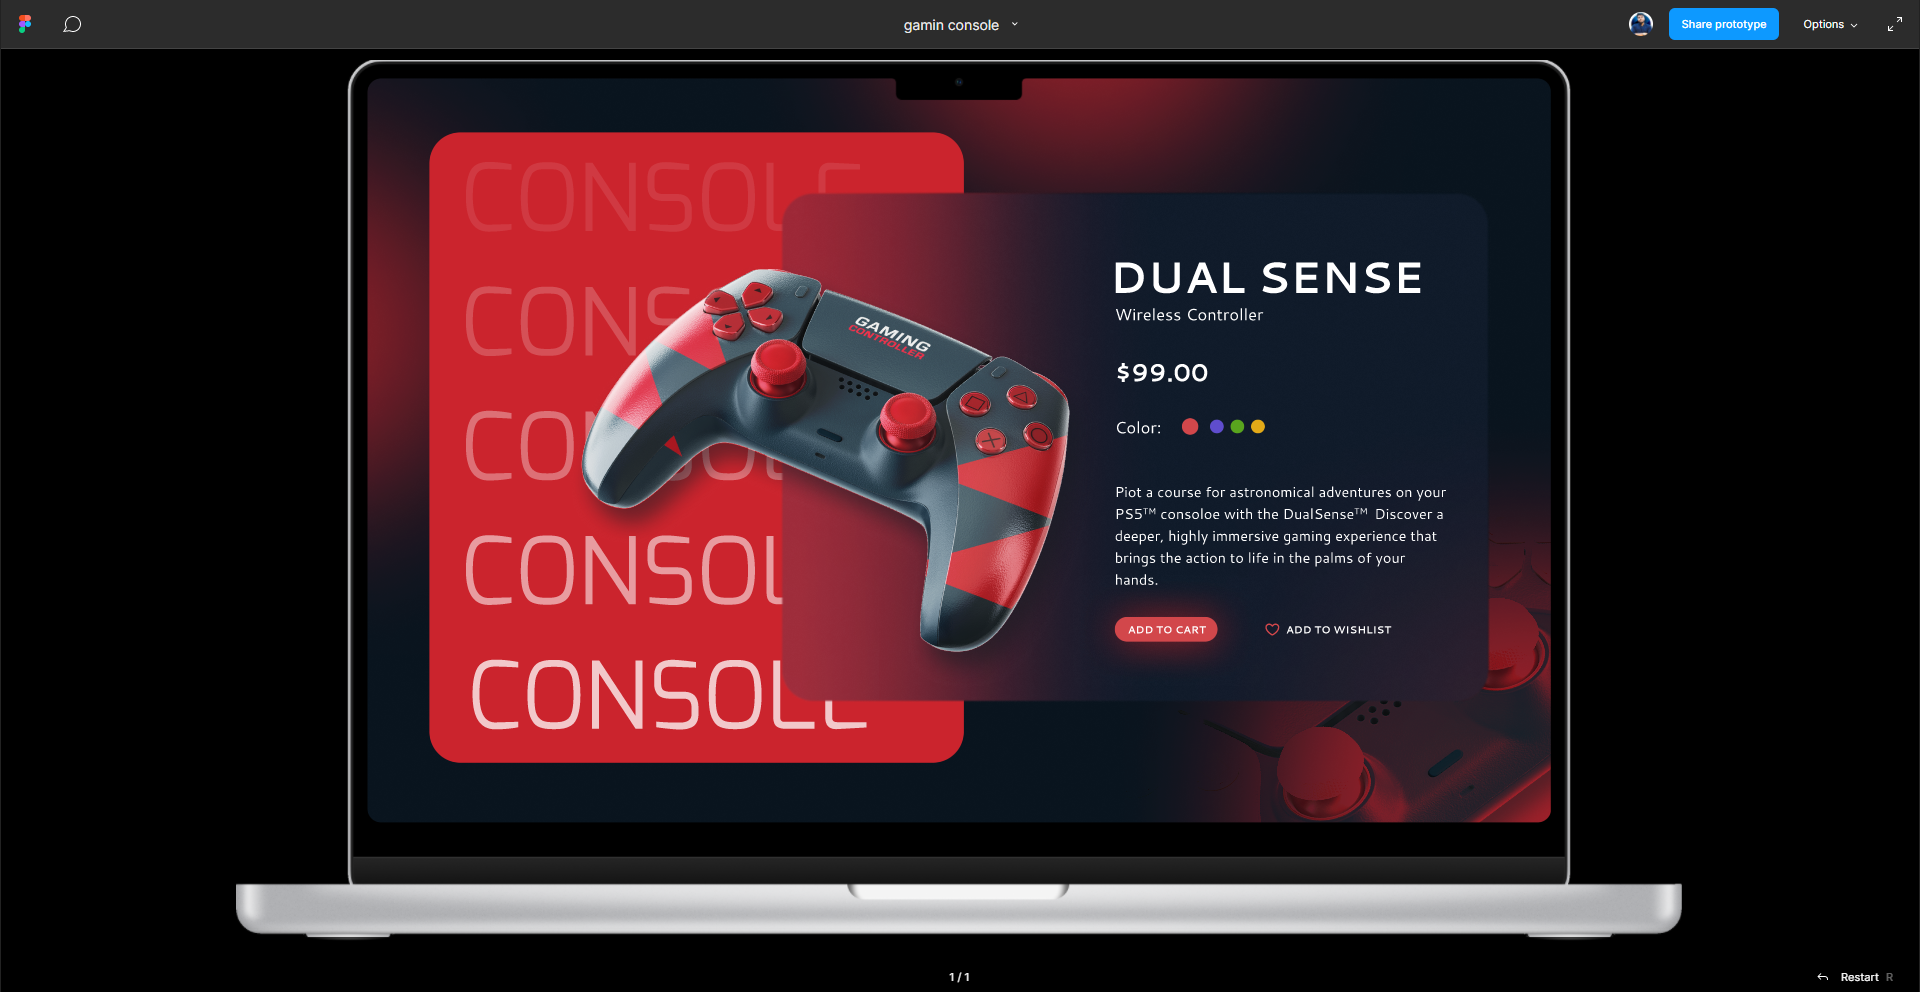 gamin console
Share prototype
Options
CONSOLE
CONS
CO SOL
CONSOL
CONSOLE
GAMING
CONTROLLER
DUAL SENSE
Wireless Controller
$99.00
Color:
Piot a course for astronomical adventures on your
PS5™ consoloe with the DualSense™ Discover a
deeper, highly immersive gaming experience that
brings the action to life in the palms of your
hands.
ADD TO CART
ADD TO WISHLIST
1 / 1
Restart R